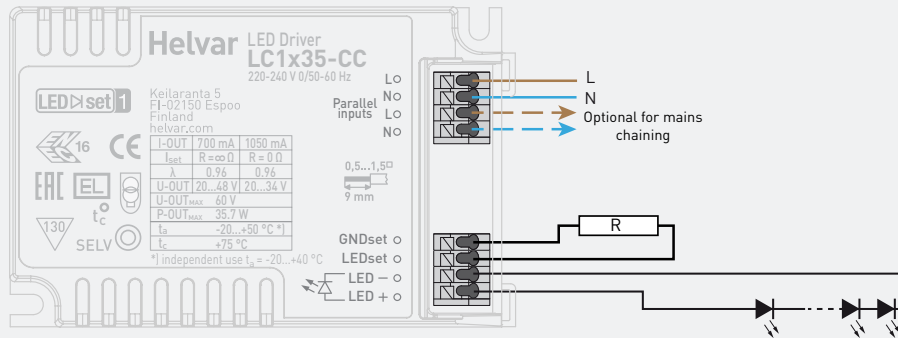 Helvar LED Driver
LC1x35-CC
220-240 V 0/50-60 Hz
LED set 1
Keilaranta 5
FI-02150 Espoo
Finland
helvar.com
Parallel
inputs
L
N
L
N
L
N
Optional for mains
chaining
16
CE
EAC
EL
tc
130
SELV
I-OUT 700 mA 1050 mA
Iset R=∞ Ω R = 0 Ω
λ 0.96 0.96
U-OUT 20...48 V 20...34 V
U-OUTMAX 60 V
P-OUTMAX 35.7 W
ta -20...+50 °C *)
tc +75 °C
*) independent use ta = -20...+40 °C
0,5...1,5
9 mm
GNDset
LEDset
LED −
LED +
R